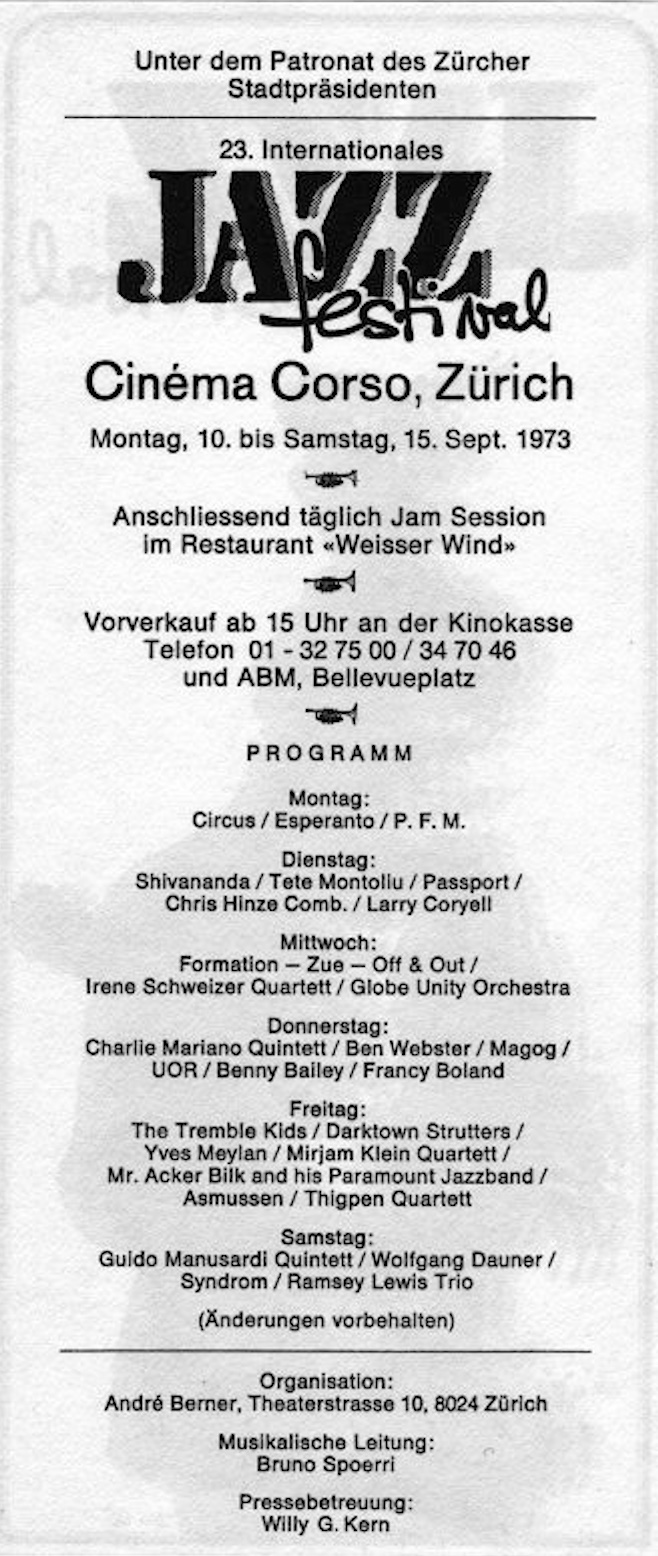 Unter dem Patronat des Zürcher
Stadtpräsidenten
23. Internationales
JAZZ
festival
Cinéma Corso, Zürich
Montag, 10. bis Samstag, 15. Sept. 1973
Anschliessend täglich Jam Session
im Restaurant «Weisser Wind»
Vorverkauf ab 15 Uhr an der Kinokasse
Telefon 01 - 32 75 00 / 34 70 46
und ABM, Bellevueplatz
PROGRAMM
Montag:
Circus / Esperanto / P. F. M.
Dienstag:
Shivananda / Tete Montoliu / Passport /
Chris Hinze Comb. / Larry Coryell
Mittwoch:
Formation – Zue – Off & Out /
Irene Schweizer Quartett / Globe Unity Orchestra
Donnerstag:
Charlie Mariano Quintett / Ben Webster / Magog /
UOR / Benny Bailey / Francy Boland
Freitag:
The Tremble Kids / Darktown Strutters /
Yves Meylan / Mirjam Klein Quartett /
Mr. Acker Bilk and his Paramount Jazzband /
Asmussen / Thigpen Quartett
Samstag:
Guido Manusardi Quintett / Wolfgang Dauner /
Syndrom / Ramsey Lewis Trio
(Änderungen vorbehalten)
Organisation:
André Berner, Theaterstrasse 10, 8024 Zürich
Musikalische Leitung:
Bruno Spoerri
Pressebetreuung:
Willy G. Kern